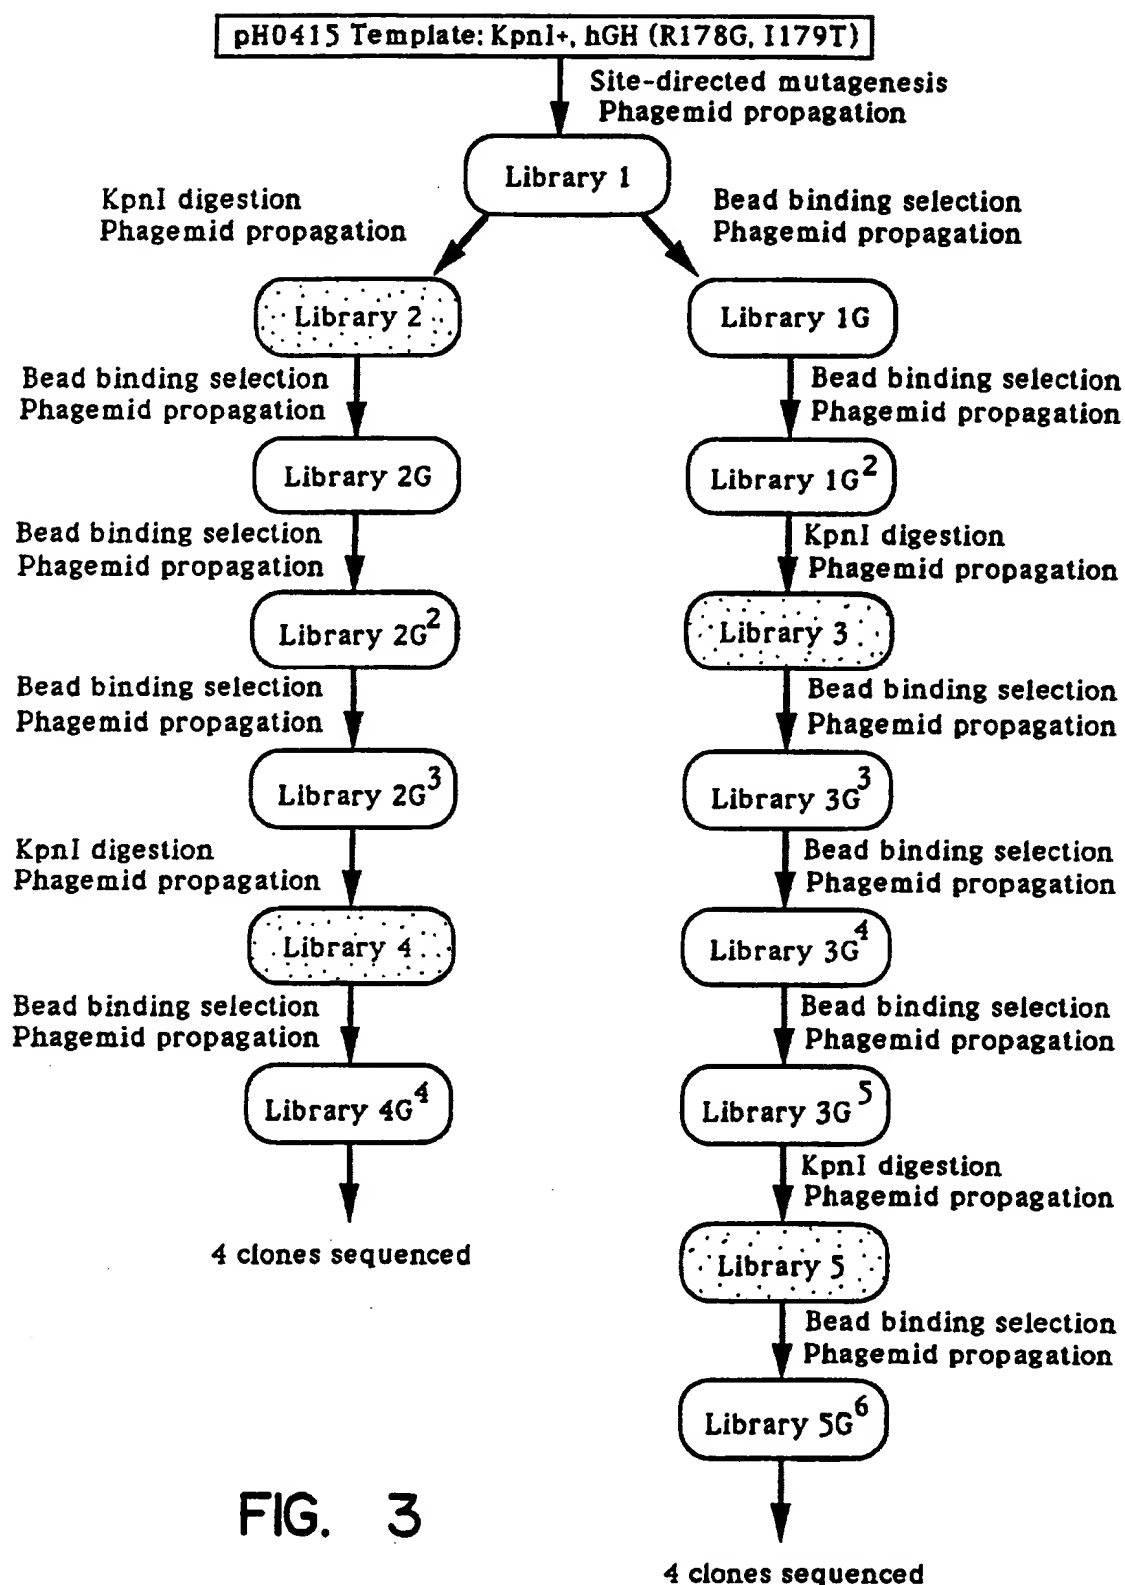 pH0415 Template: KpnI+, hGH (R178G, I179T)
Site-directed mutagenesis
Phagemid propagation
Library 1
KpnI digestion
Phagemid propagation
Bead binding selection
Phagemid propagation
Library 2
Library 1G
Bead binding selection
Phagemid propagation
Bead binding selection
Phagemid propagation
Library 2G
Library 1G²
Bead binding selection
Phagemid propagation
KpnI digestion
Phagemid propagation
Library 2G²
Library 3
Bead binding selection
Phagemid propagation
Bead binding selection
Phagemid propagation
Library 2G³
Library 3G³
KpnI digestion
Phagemid propagation
Bead binding selection
Phagemid propagation
Library 4
Library 3G⁴
Bead binding selection
Phagemid propagation
Bead binding selection
Phagemid propagation
Library 4G⁴
Library 3G⁵
KpnI digestion
Phagemid propagation
4 clones sequenced
Library 5
Bead binding selection
Phagemid propagation
Library 5G⁶
FIG. 3
4 clones sequenced